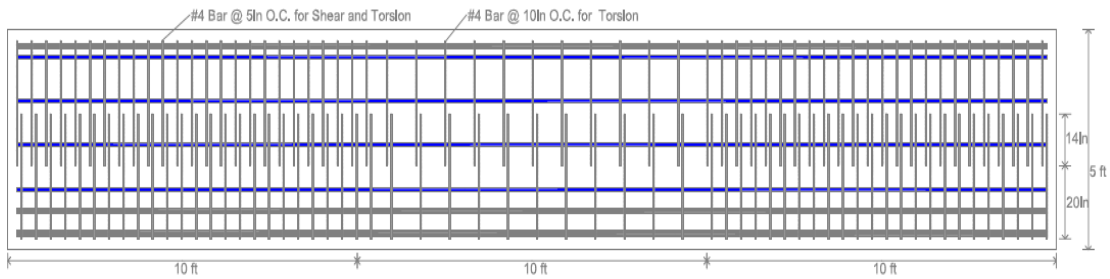 #4 Bar @ 5in O.C. for Shear and Torsion
#4 Bar @ 10in O.C. for Torsion
14in
5 ft
20in
10 ft
10 ft
10 ft